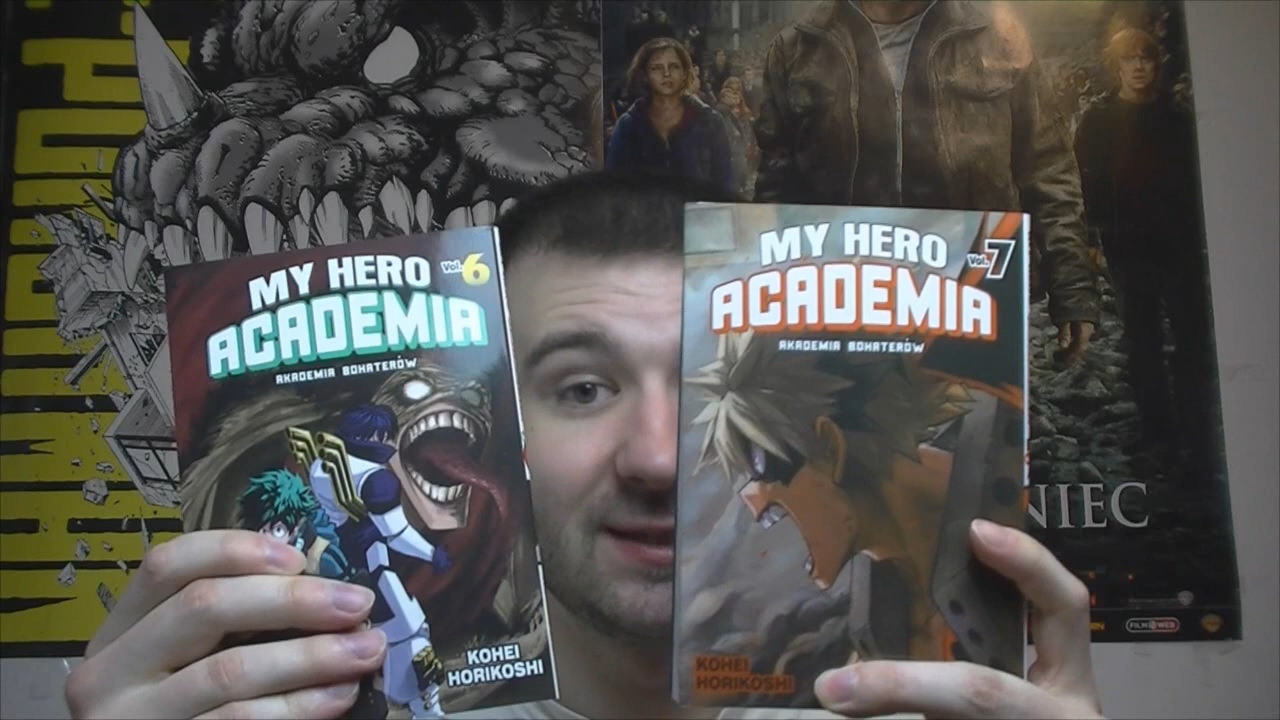 MY HERO
ACADEMIA
Vol.6
AKADEMIA BOHATERÓW
KOHEI
HORIKOSHI
MY HERO
ACADEMIA
Vol.7
AKADEMIA BOHATERÓW
KOHEI
HORIKOSHI
NIEC
FILMWEB